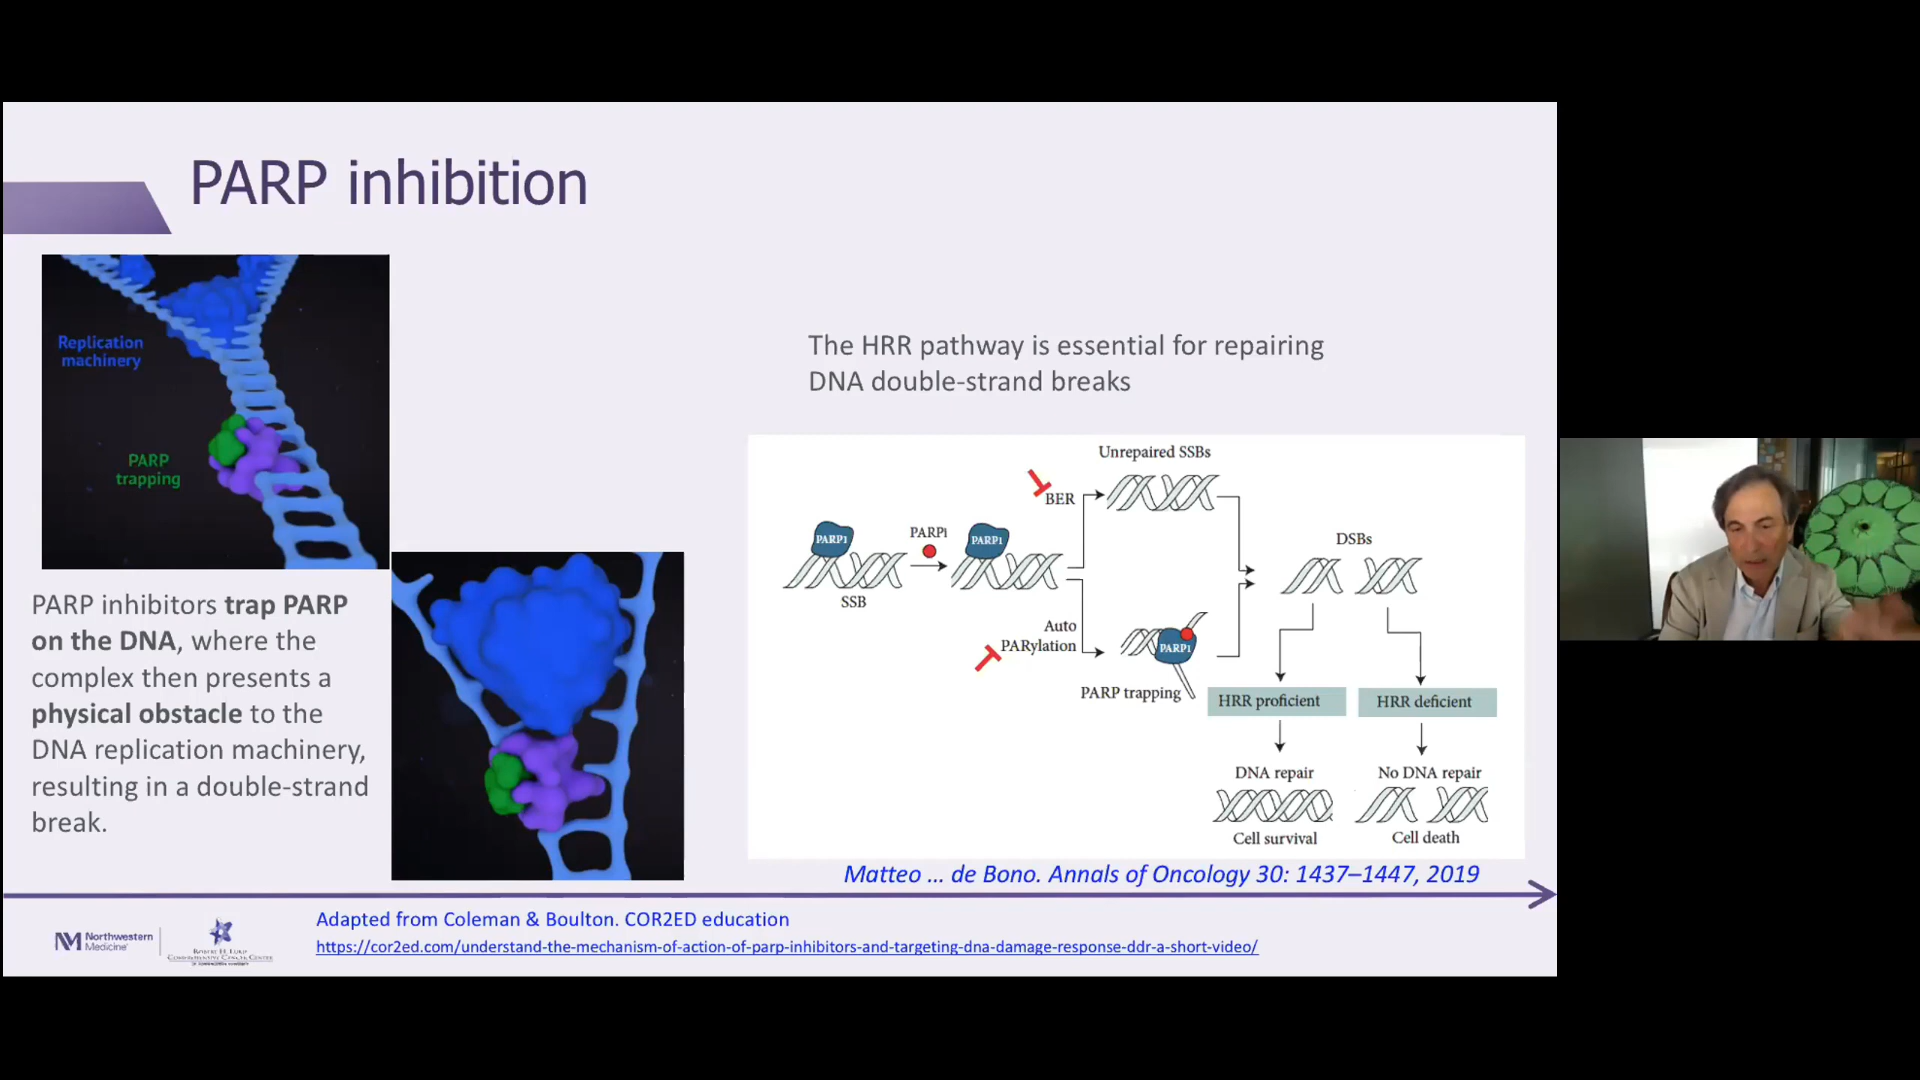 PARP inhibition
Replication
machinery
PARP
trapping
PARP inhibitors trap PARP
on the DNA, where the
complex then presents a
physical obstacle to the
DNA replication machinery,
resulting in a double-strand
break.
The HRR pathway is essential for repairing
DNA double-strand breaks
Unrepaired SSBs
BER
PARP1
PARPi
PARP1
SSB
DSBs
Auto
PARylation
PARP1
PARP trapping
HRR proficient
HRR deficient
DNA repair
No DNA repair
Cell survival
Cell death
Matteo ... de Bono. Annals of Oncology 30: 1437–1447, 2019
Adapted from Coleman & Boulton. COR2ED education
https://cor2ed.com/understand-the-mechanism-of-action-of-parp-inhibitors-and-targeting-dna-damage-response-ddr-a-short-video/
NM Northwestern
Medicine
Comprehensive Cancer Center